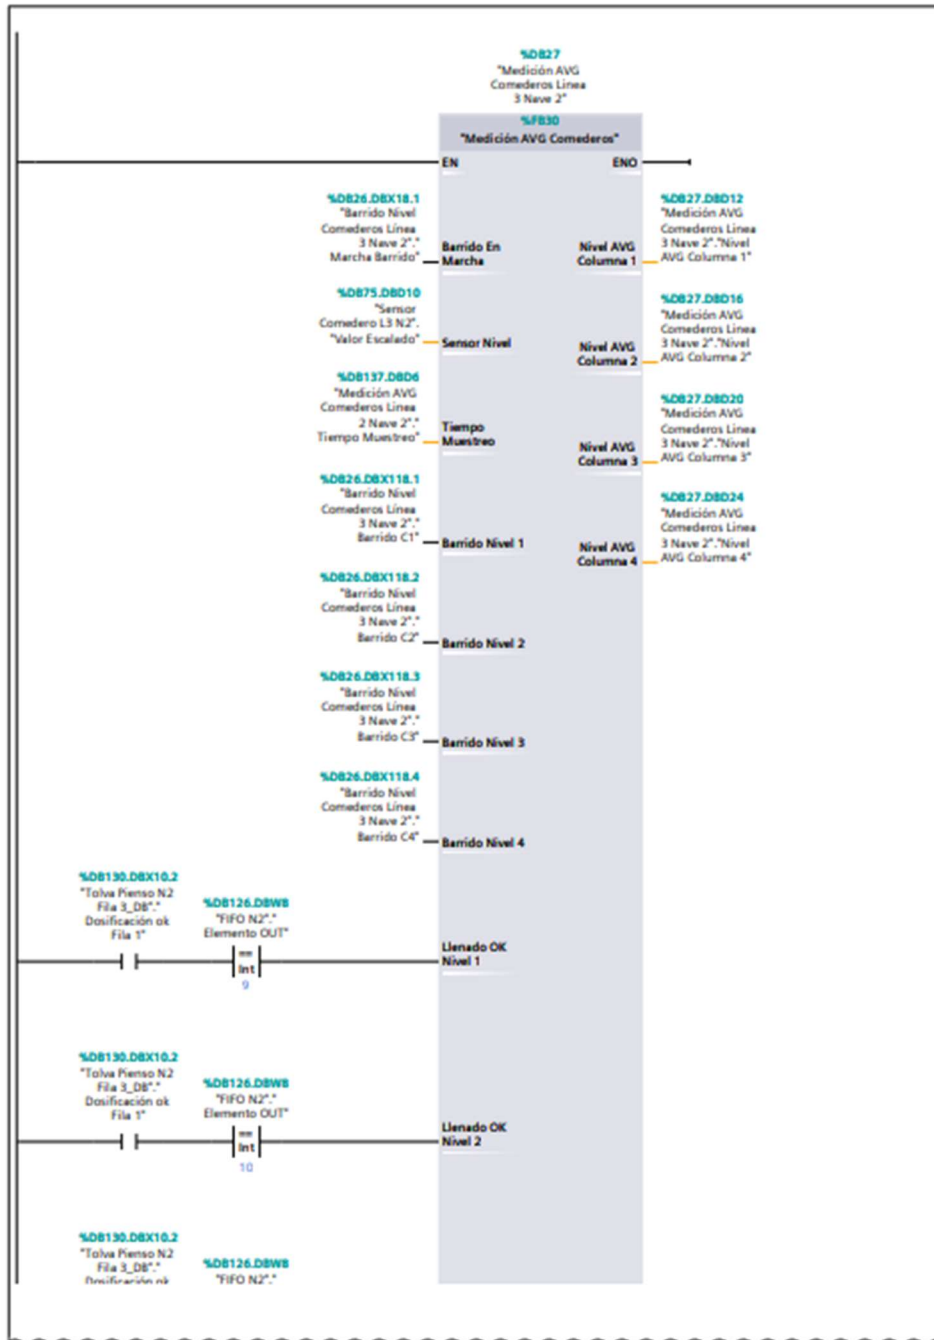 %DB27
"Medición AVG
Comederos Linea
3 Nave 2"
%FB30
"Medición AVG Comederos"
EN
ENO
%DB26.DBX18.1
"Barrido Nivel
Comederos Línea
3 Nave 2"."
Marcha Barrido"
Barrido En
Marcha
Nivel AVG
Columna 1
%DB27.DBD12
"Medición AVG
Comederos Linea
3 Nave 2"."Nivel
AVG Columna 1"
%DB75.DBD10
"Sensor
Comedero L3 N2".
"Valor Escalado"
Sensor Nivel
Nivel AVG
Columna 2
%DB27.DBD16
"Medición AVG
Comederos Linea
3 Nave 2"."Nivel
AVG Columna 2"
%DB137.DBD6
"Medición AVG
Comederos Linea
2 Nave 2"."
Tiempo Muestreo"
Tiempo
Muestreo
Nivel AVG
Columna 3
%DB27.DBD20
"Medición AVG
Comederos Linea
3 Nave 2"."Nivel
AVG Columna 3"
%DB26.DBX118.1
"Barrido Nivel
Comederos Línea
3 Nave 2"."
Barrido C1"
Barrido Nivel 1
Nivel AVG
Columna 4
%DB27.DBD24
"Medición AVG
Comederos Linea
3 Nave 2"."Nivel
AVG Columna 4"
%DB26.DBX118.2
"Barrido Nivel
Comederos Línea
3 Nave 2"."
Barrido C2"
Barrido Nivel 2
%DB26.DBX118.3
"Barrido Nivel
Comederos Línea
3 Nave 2"."
Barrido C3"
Barrido Nivel 3
%DB26.DBX118.4
"Barrido Nivel
Comederos Línea
3 Nave 2"."
Barrido C4"
Barrido Nivel 4
%DB130.DBX10.2
"Tolva Pienso N2
Fila 3_DB"."
Dosificación ok
Fila 1"
%DB126.DBW8
"FIFO N2"."
Elemento OUT"
==
Int
9
Llenado OK
Nivel 1
%DB130.DBX10.2
"Tolva Pienso N2
Fila 3_DB"."
Dosificación ok
Fila 1"
%DB126.DBW8
"FIFO N2"."
Elemento OUT"
==
Int
10
Llenado OK
Nivel 2
%DB130.DBX10.2
"Tolva Pienso N2
Fila 3_DB"."
Dosificación ok
%DB126.DBW8
"FIFO N2"."